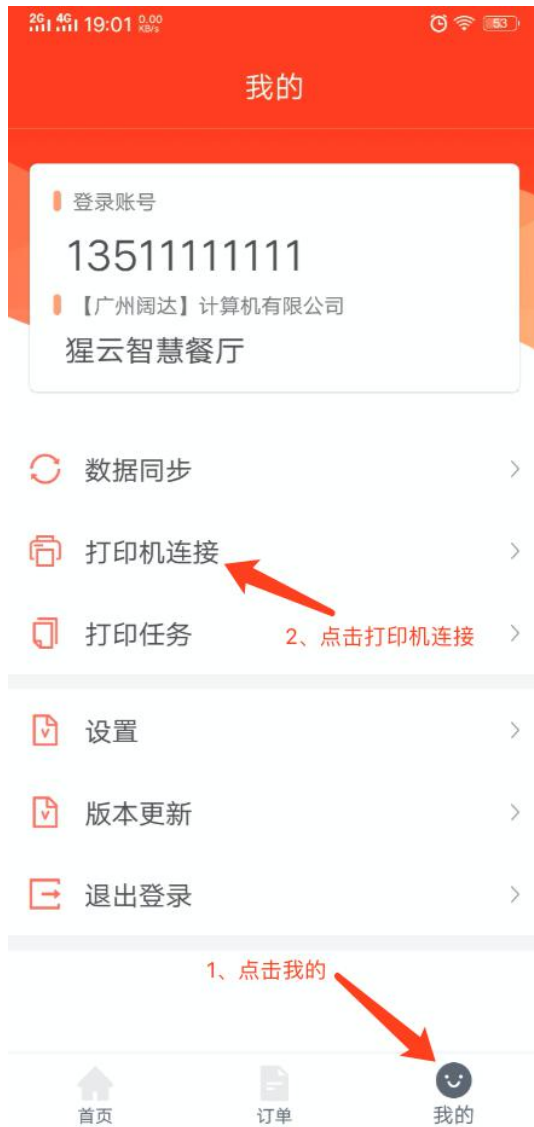 2G 4G 19:01 0.00 KB/s 53
我的
登录账号
13511111111
【广州阔达】计算机有限公司
猩云智慧餐厅
数据同步
打印机连接
打印任务
2、点击打印机连接
设置
版本更新
退出登录
1、点击我的
首页 订单 我的